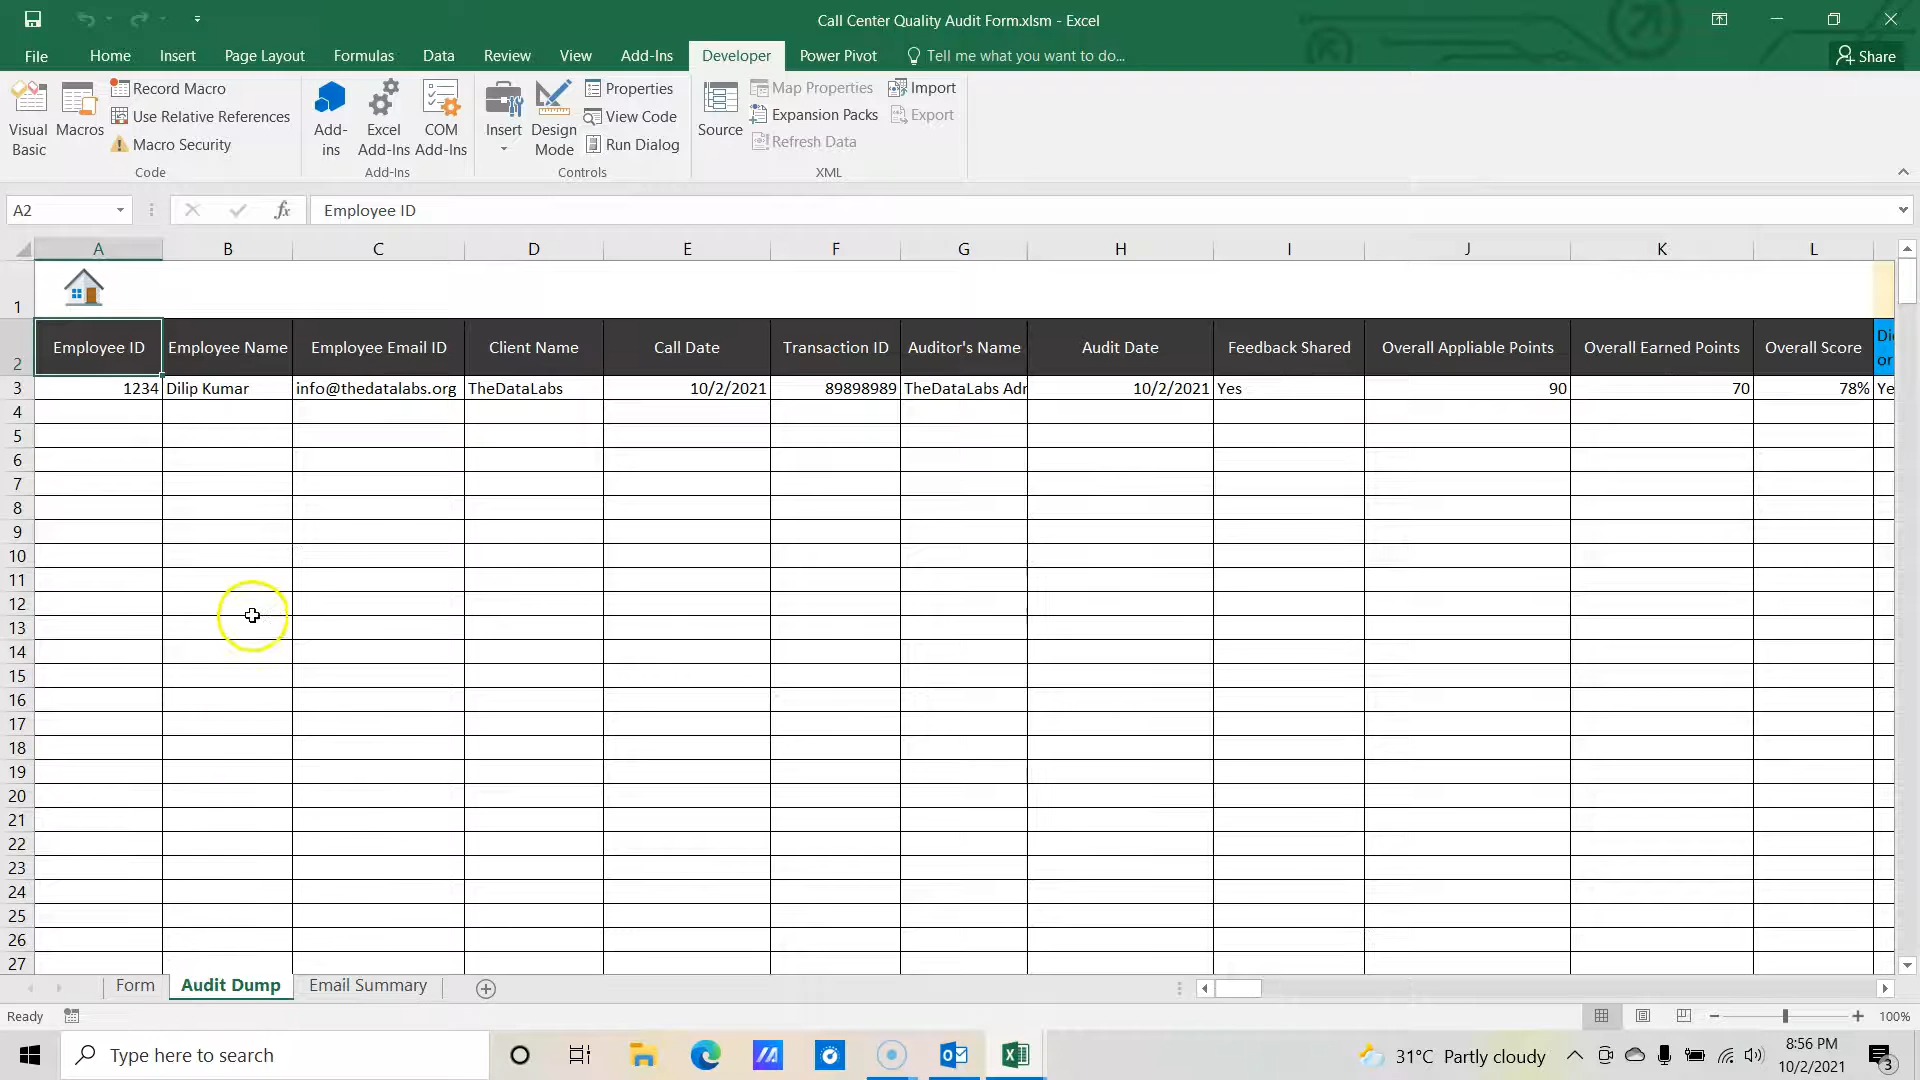 Call Center Quality Audit Form.xlsm - Excel
File Home Insert Page Layout Formulas Data Review View Add-Ins Developer Power Pivot Tell me what you want to do... Share
Visual Basic
Macros
Record Macro
Use Relative References
Macro Security
Code
Add-ins
Excel Add-Ins
COM Add-Ins
Add-Ins
Insert
Design Mode
Properties
View Code
Run Dialog
Controls
Source
Map Properties
Expansion Packs
Refresh Data
Import
Export
XML
A2 fx Employee ID
A B C D E F G H I J K L
1
2 Employee ID Employee Name Employee Email ID Client Name Call Date Transaction ID Auditor's Name Audit Date Feedback Shared Overall Appliable Points Overall Earned Points Overall Score
or
3 1234 Dilip Kumar info@thedatalabs.org TheDataLabs 10/2/2021 89898989 TheDataLabs Adr 10/2/2021 Yes 90 70 78% Ye
4
5
6
7
8
9
10
11
12
13
14
15
16
17
18
19
20
21
22
23
24
25
26
27
Form Audit Dump Email Summary
Ready 100%
Type here to search 31°C Partly cloudy 8:56 PM
10/2/2021 3